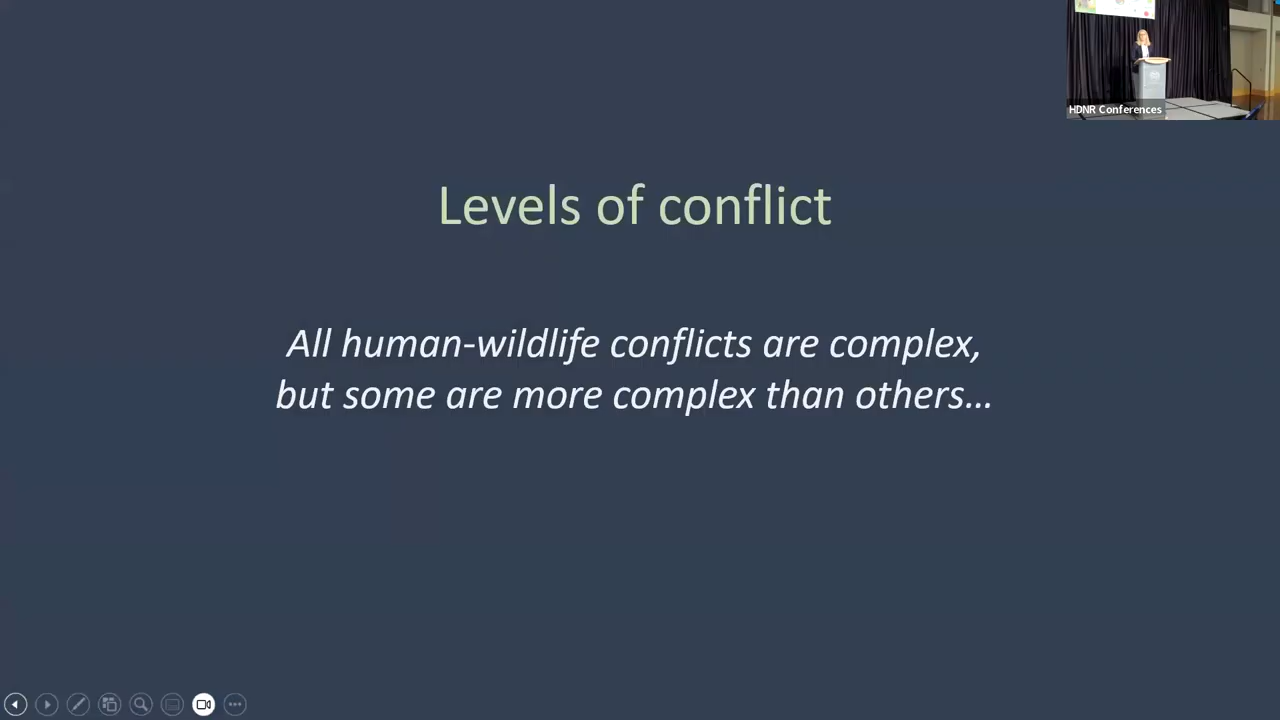 HDNR Conferences
Levels of conflict
All human-wildlife conflicts are complex,
but some are more complex than others...